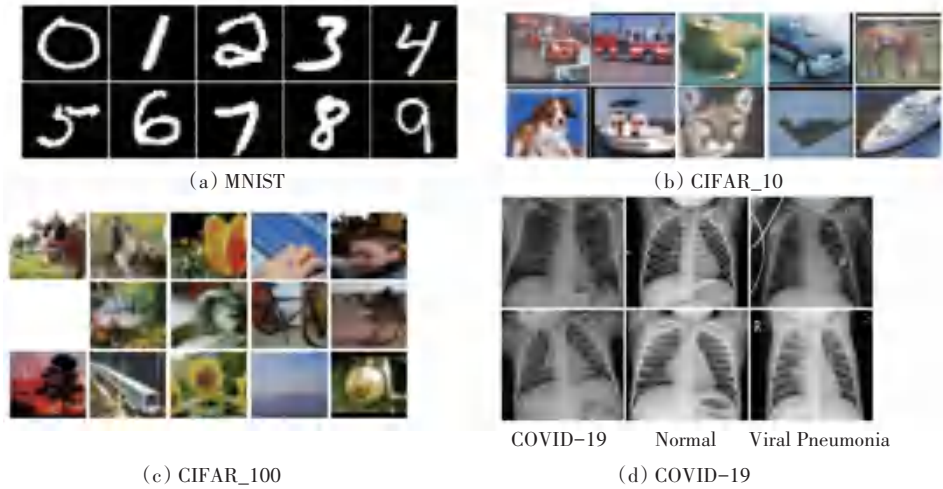 0 1 2 3 4
5 6 7 8 9
(a) MNIST
(b) CIFAR_10
COVID-19 Normal Viral Pneumonia
(c) CIFAR_100
(d) COVID-19